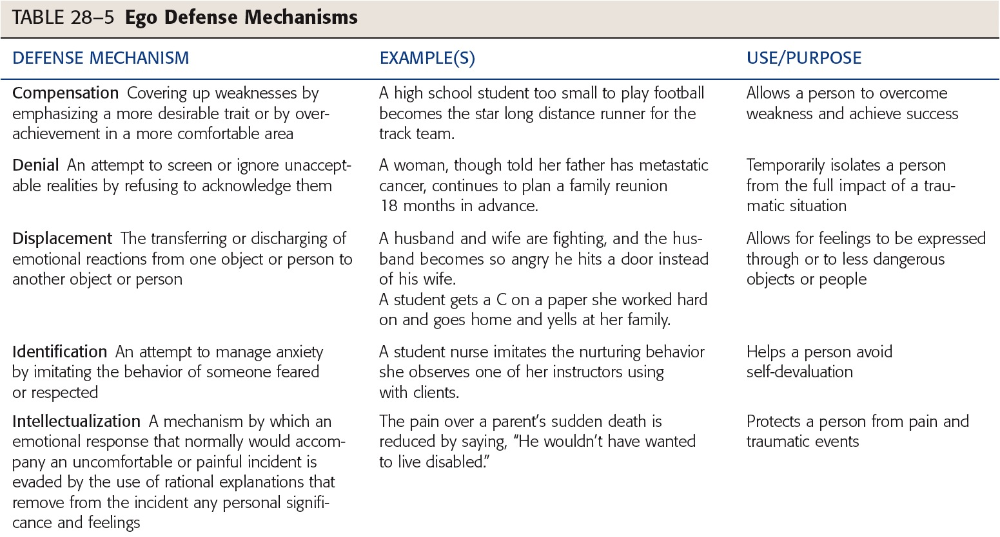 TABLE 28–5 Ego Defense Mechanisms
DEFENSE MECHANISM EXAMPLE(S) USE/PURPOSE
Compensation Covering up weaknesses by
emphasizing a more desirable trait or by over-
achievement in a more comfortable area
A high school student too small to play football
becomes the star long distance runner for the
track team.
Allows a person to overcome
weakness and achieve success
Denial An attempt to screen or ignore unaccept-
able realities by refusing to acknowledge them
A woman, though told her father has metastatic
cancer, continues to plan a family reunion
18 months in advance.
Temporarily isolates a person
from the full impact of a trau-
matic situation
Displacement The transferring or discharging of
emotional reactions from one object or person to
another object or person
A husband and wife are fighting, and the hus-
band becomes so angry he hits a door instead
of his wife.
A student gets a C on a paper she worked hard
on and goes home and yells at her family.
Allows for feelings to be expressed
through or to less dangerous
objects or people
Identification An attempt to manage anxiety
by imitating the behavior of someone feared
or respected
A student nurse imitates the nurturing behavior
she observes one of her instructors using
with clients.
Helps a person avoid
self-devaluation
Intellectualization A mechanism by which an
emotional response that normally would accom-
pany an uncomfortable or painful incident is
evaded by the use of rational explanations that
remove from the incident any personal signifi-
cance and feelings
The pain over a parent’s sudden death is
reduced by saying, “He wouldn’t have wanted
to live disabled.”
Protects a person from pain and
traumatic events